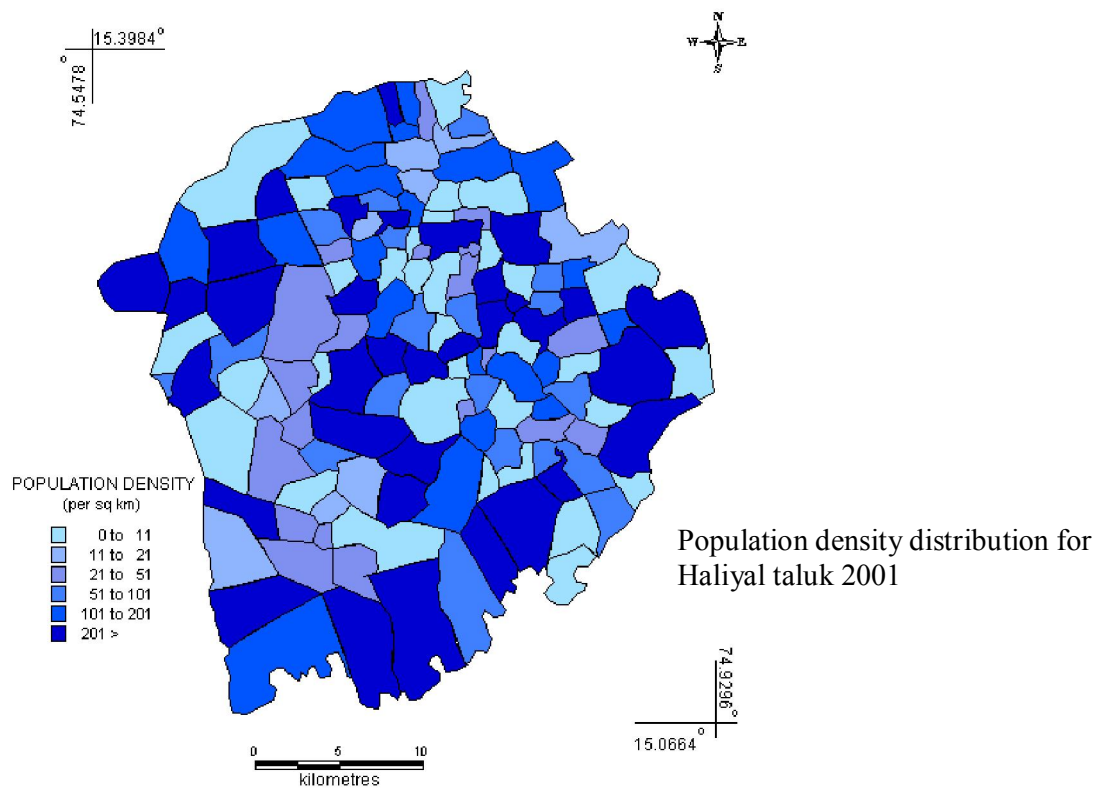 15.3984°
74.5478°
N
W E
S
POPULATION DENSITY
(per sq km)
0 to 11
11 to 21
21 to 51
51 to 101
101 to 201
201 >
Population density distribution for
Haliyal taluk 2001
74.9296°
15.0664°
0 5 10
kilometres